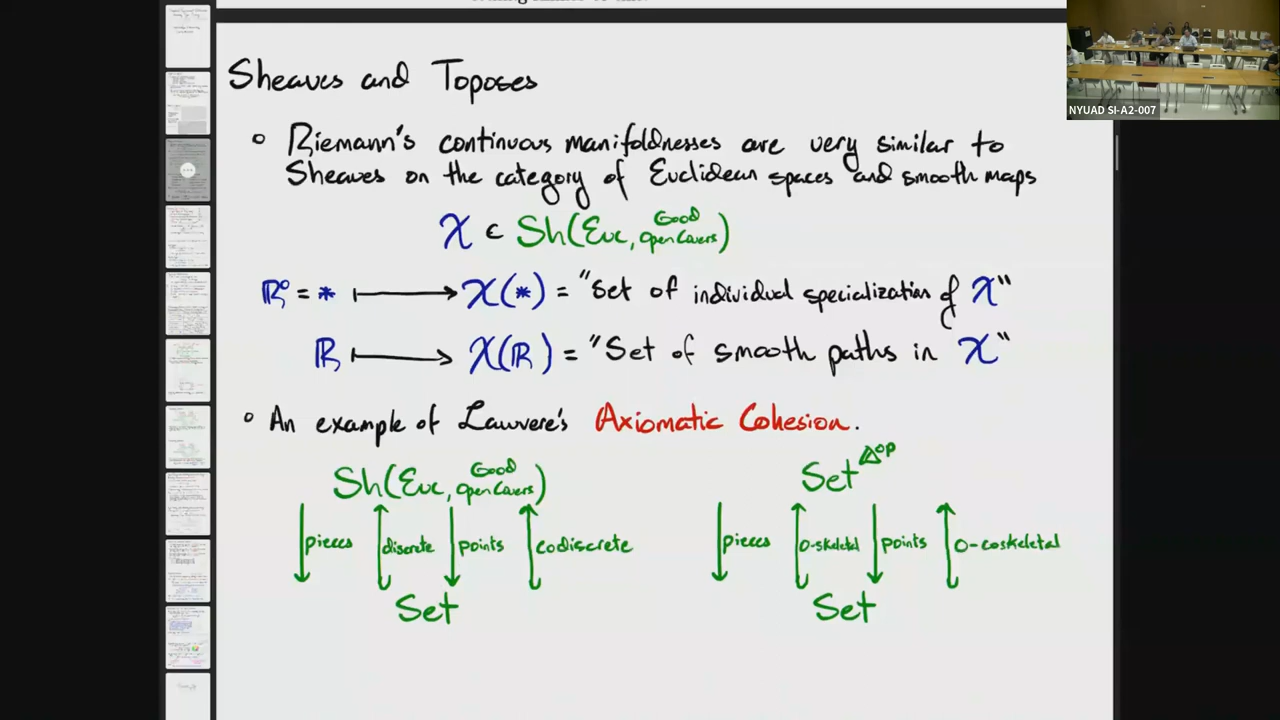 Sheaves and Toposes
NYUAD SI-A2-007
◦ Riemann's continuous manifoldnesses are very similar to
Sheaves on the category of Euclidean spaces and smooth maps
X ∈ Sh(Euc, Good Open Covers)
ℝ⁰ = * ↦ X(*) = "Set of individual specialization of X"
ℝ ↦ X(ℝ) = "Set of smooth paths in X"
◦ An example of Lawvere's Axiomatic Cohesion.
Sh(Euc, Good Open Covers) Set^Δ^op
pieces discrete points codiscrete pieces 0-skeletal points 0-coskeletal
Set Set